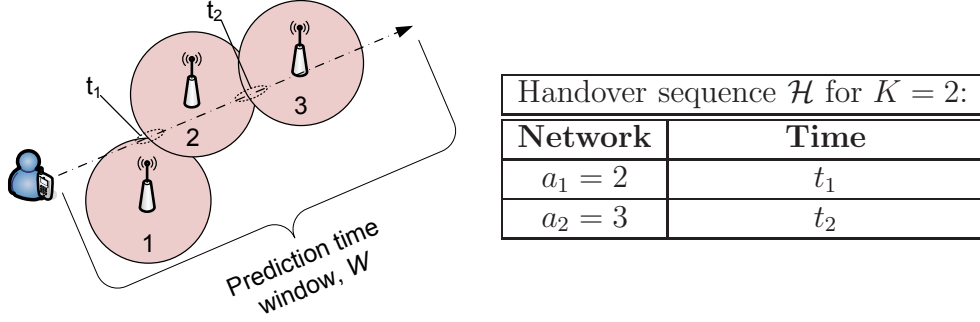 t₂
t₁
3
2
1
Prediction time
window, W
Handover sequence ℋ for K = 2:
Network Time
a₁ = 2 t₁
a₂ = 3 t₂